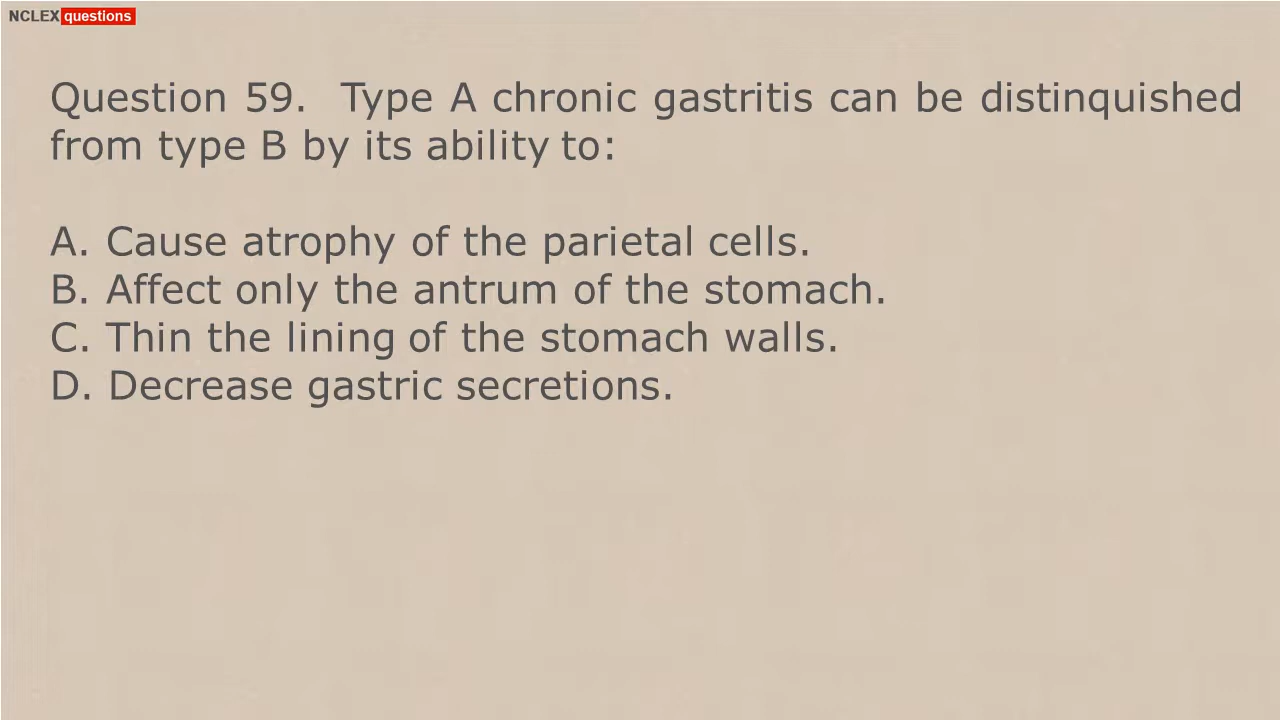 NCLEX questions
Question 59. Type A chronic gastritis can be distinquished
from type B by its ability to:
A. Cause atrophy of the parietal cells.
B. Affect only the antrum of the stomach.
C. Thin the lining of the stomach walls.
D. Decrease gastric secretions.